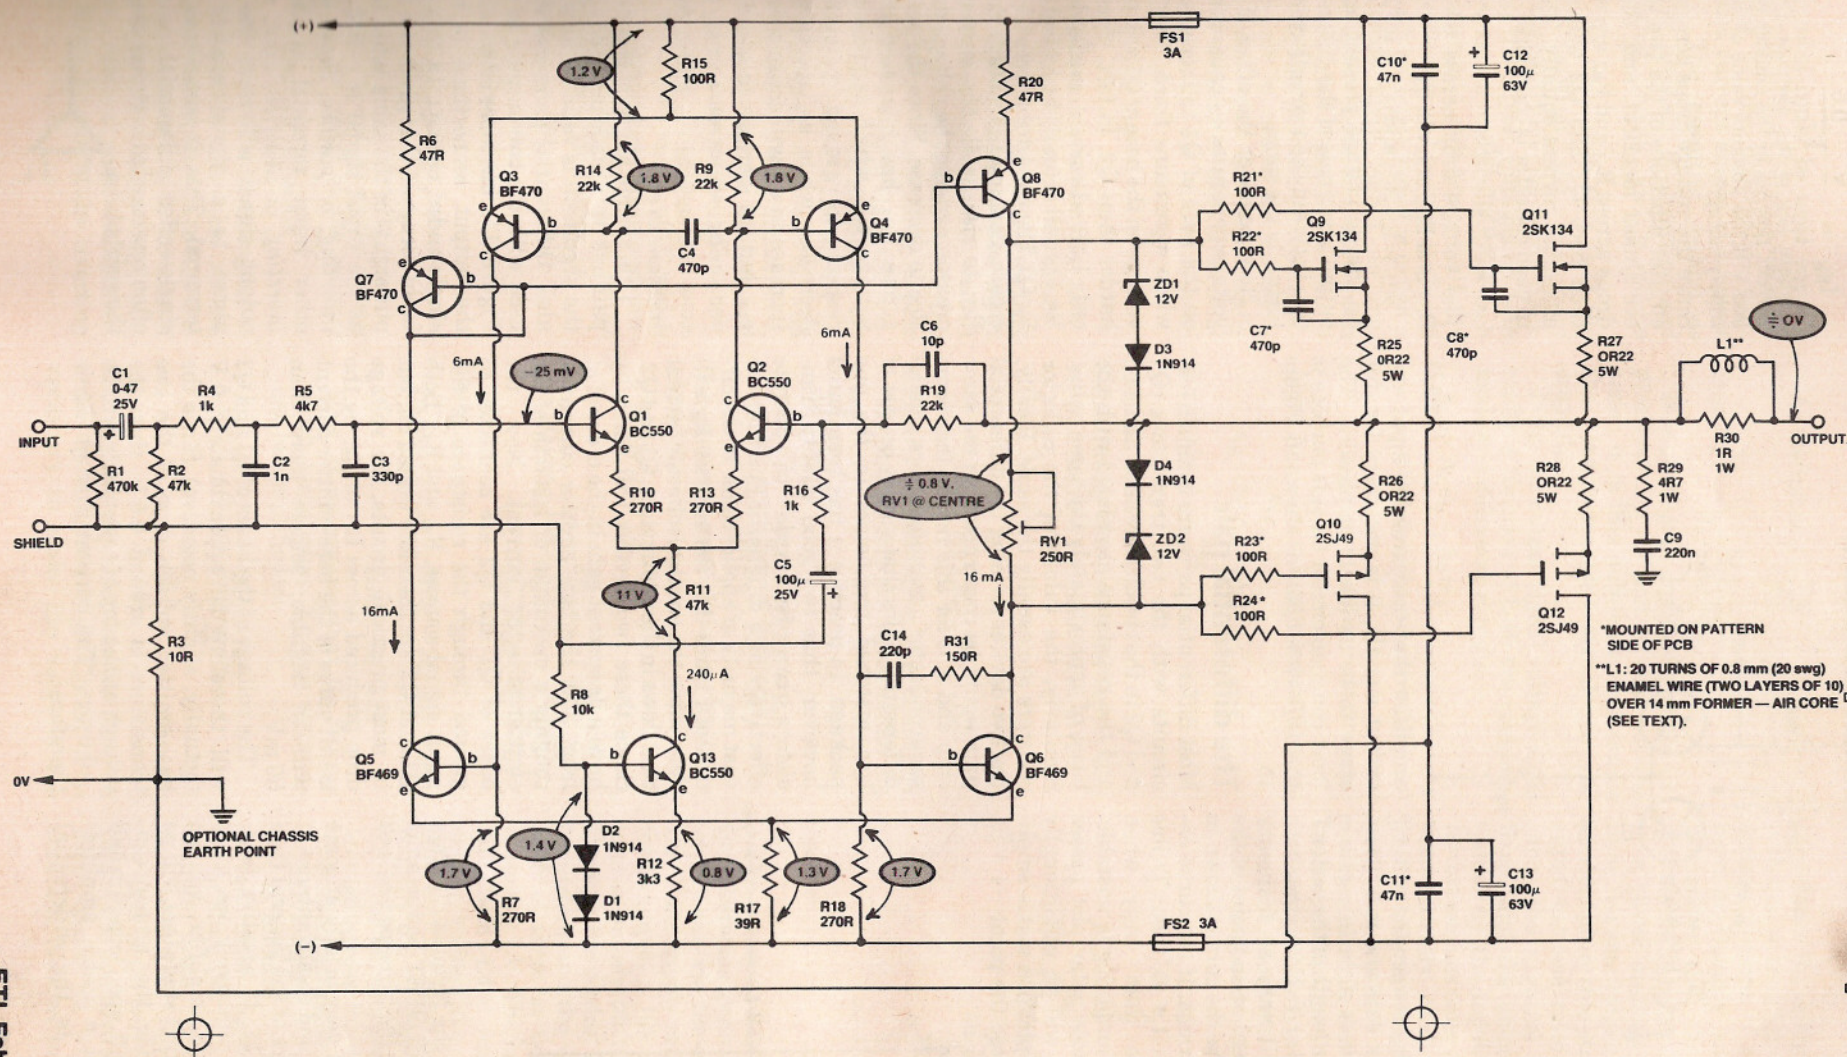 (+)
FS1
3A
1.2 V
R15
100R
C10*
47n
+
C12
100µ
63V
R20
47R
R6
47R
Q3
BF470
R14
22k
1.8 V
R9
22k
1.8 V
e
b
c
Q4
BF470
e
b
c
C4
470p
b
e
c
Q8
BF470
R21*
100R
R22*
100R
Q9
2SK134
Q11
2SK134
Q7
BF470
e
b
c
ZD1
12V
C7*
470p
C8*
470p
R25
0R22
5W
R27
OR22
5W
÷ OV
L1**
6mA
6mA
C6
10p
R19
22k
D3
1N914
-25 mV
C1
0·47
25V
+
R4
1k
R5
4k7
INPUT
b
c
e
Q1
BC550
Q2
BC550
c
b
e
R30
1R
1W
OUTPUT
R1
470k
R2
47k
C2
1n
C3
330p
R10
270R
R13
270R
R16
1k
÷ 0.8 V.
RV1 @ CENTRE
D4
1N914
R26
OR22
5W
R28
OR22
5W
R29
4R7
1W
SHIELD
RV1
250R
ZD2
12V
R23*
100R
Q10
2SJ49
C9
220n
11 V
R11
47k
C5
100µ
25V
+
16 mA
R24*
100R
Q12
2SJ49
16mA
R3
10R
C14
220p
R31
150R
*MOUNTED ON PATTERN
SIDE OF PCB
**L1: 20 TURNS OF 0.8 mm (20 swg)
ENAMEL WIRE (TWO LAYERS OF 10)
OVER 14 mm FORMER — AIR CORE
(SEE TEXT).
240µA
R8
10k
Q5
BF469
c
b
e
b
c
e
Q13
BC550
b
c
e
Q6
BF469
0V
OPTIONAL CHASSIS
EARTH POINT
1.7 V
R7
270R
1.4 V
D2
1N914
D1
1N914
R12
3k3
0.8 V
R17
39R
1.3 V
R18
270R
1.7 V
C11*
47n
+
C13
100µ
63V
(−)
FS2 3A